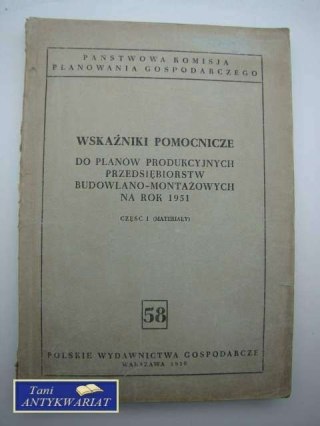 PAŃSTWOWA KOMISJA
PLANOWANIA GOSPODARCZEGO
WSKAŹNIKI POMOCNICZE
DO PLANÓW PRODUKCYJNYCH
PRZEDSIĘBIORSTW
BUDOWLANO-MONTAŻOWYCH
NA ROK 1951
CZĘŚĆ I (MATERIAŁY)
58
POLSKIE WYDAWNICTWA GOSPODARCZE
WARSZAWA 1950
Tani
ANTYKWARIAT